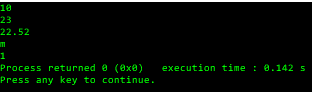 10
23
22.52
m
1
Process returned 0 (0x0)   execution time : 0.142 s
Press any key to continue.